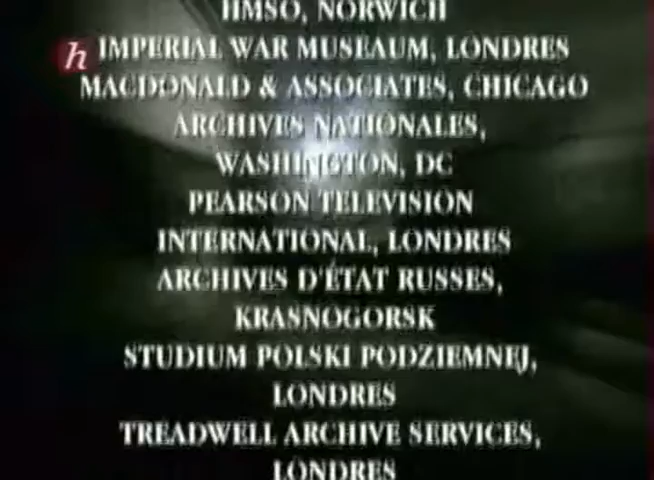 HMSO, NORWICH
h
IMPERIAL WAR MUSEAUM, LONDRES
MACDONALD & ASSOCIATES, CHICAGO
ARCHIVES NATIONALES,
WASHINGTON, DC
PEARSON TELEVISION
INTERNATIONAL, LONDRES
ARCHIVES D'ÉTAT RUSSES,
KRASNOGORSK
STUDIUM POLSKI PODZIEMNEJ,
LONDRES
TREADWELL ARCHIVE SERVICES,
LONDRES